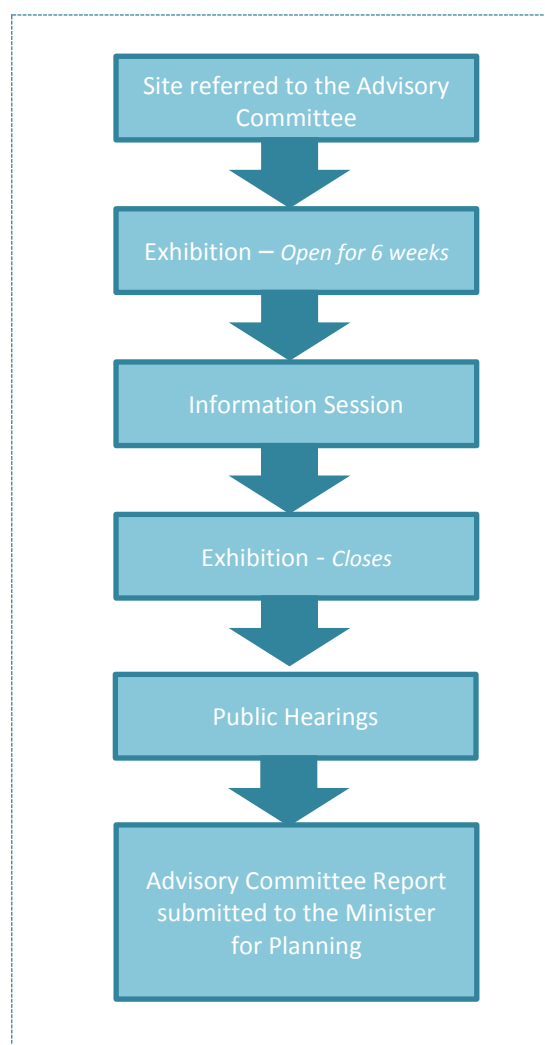 Site referred to the Advisory
Committee
Exhibition – Open for 6 weeks
Information Session
Exhibition - Closes
Public Hearings
Advisory Committee Report
submitted to the Minister
for Planning